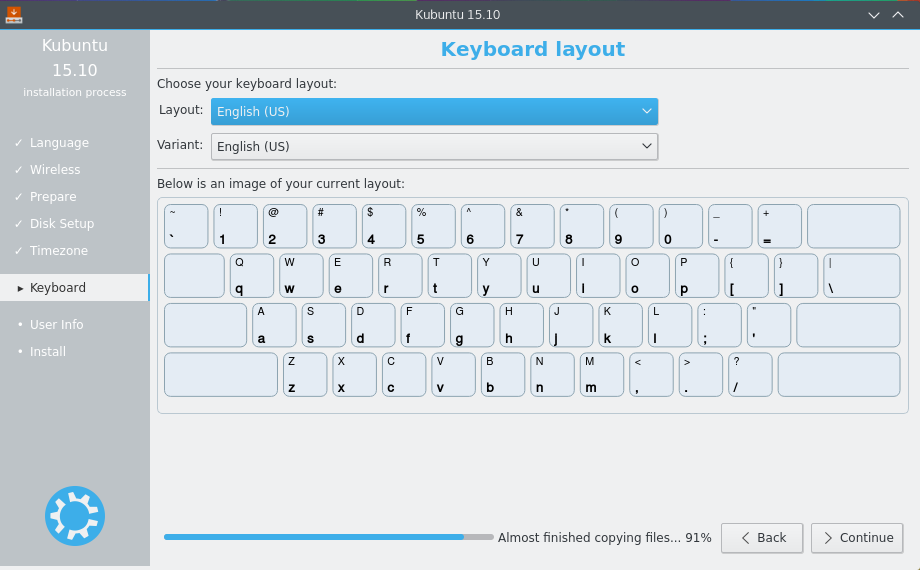 Kubuntu 15.10
Kubuntu
15.10
installation process
✓ Language
✓ Wireless
✓ Prepare
✓ Disk Setup
✓ Timezone
▸ Keyboard
• User Info
• Install
Keyboard layout
Choose your keyboard layout:
Layout: English (US)
Variant: English (US)
Below is an image of your current layout:
~ ! @ # $ % ^ & * ( ) _ +
` 1 2 3 4 5 6 7 8 9 0 - =
Q W E R T Y U I O P { } |
q w e r t y u i o p [ ] \
A S D F G H J K L : "
a s d f g h j k l ; '
Z X C V B N M < > ?
z x c v b n m , . /
Almost finished copying files... 91%
Back
Continue